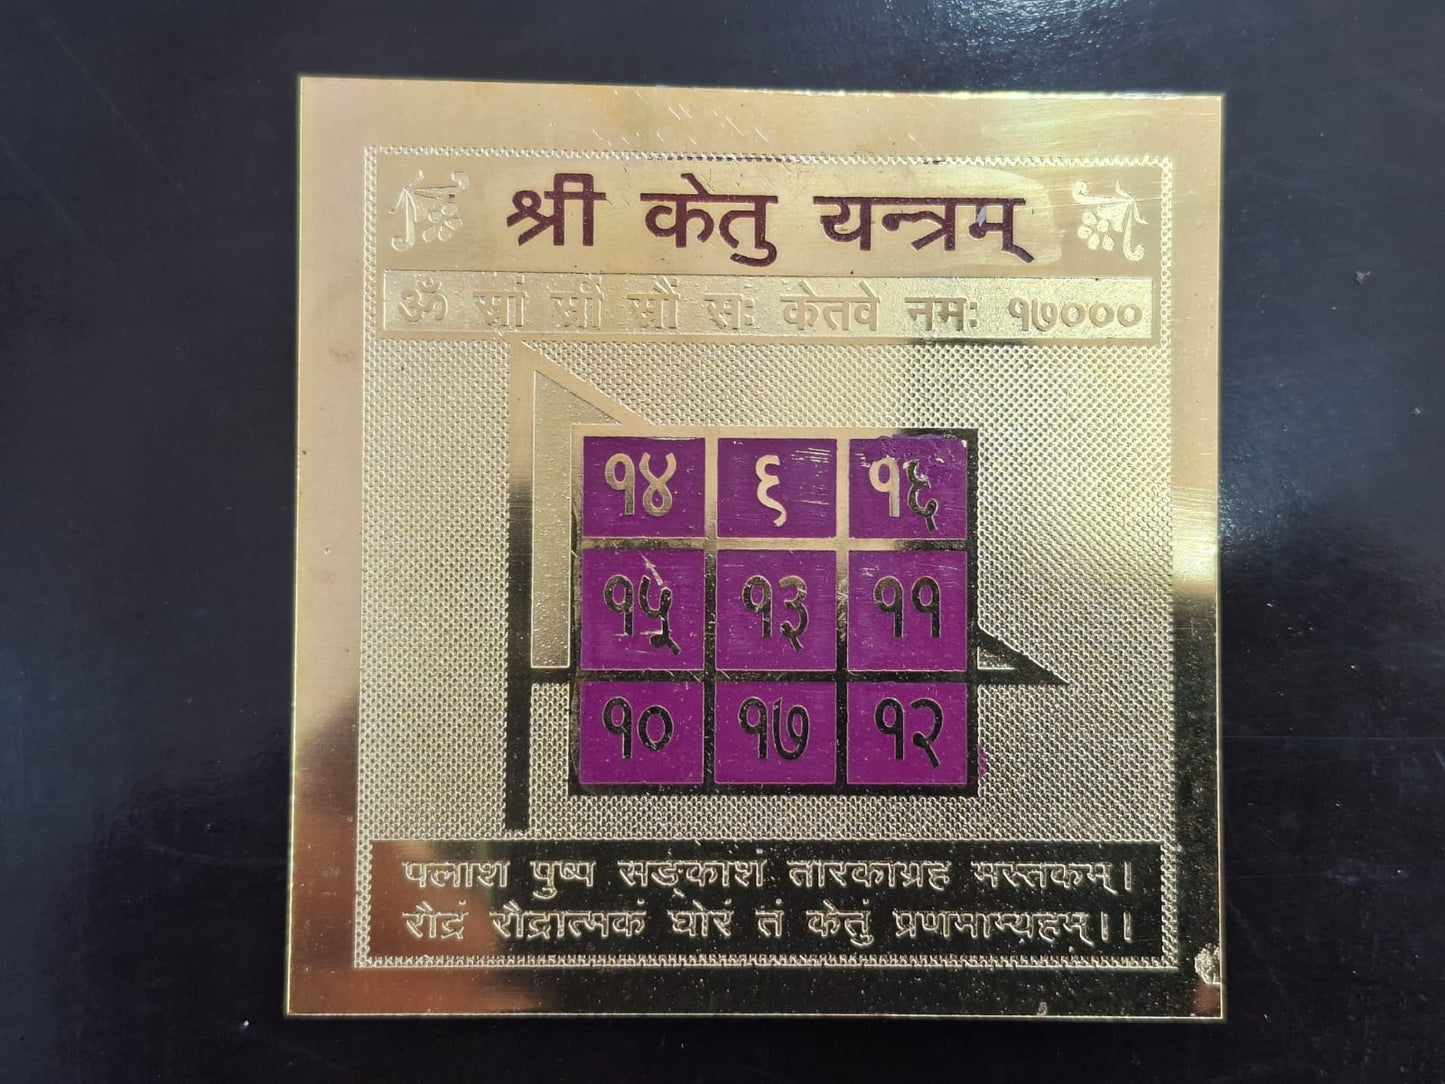 श्री केतु यन्त्रम्
ॐ स्रां स्रीं स्रौं सः केतवे नमः १७०००
१४ ६ १६
१५ १३ ११
१० १७ १२
पलाश पुष्प सङ्काशं तारकाग्रह मस्तकम्।
रौद्रं रौद्रात्मकं घोरं तं केतुं प्रणमाम्यहम्।।